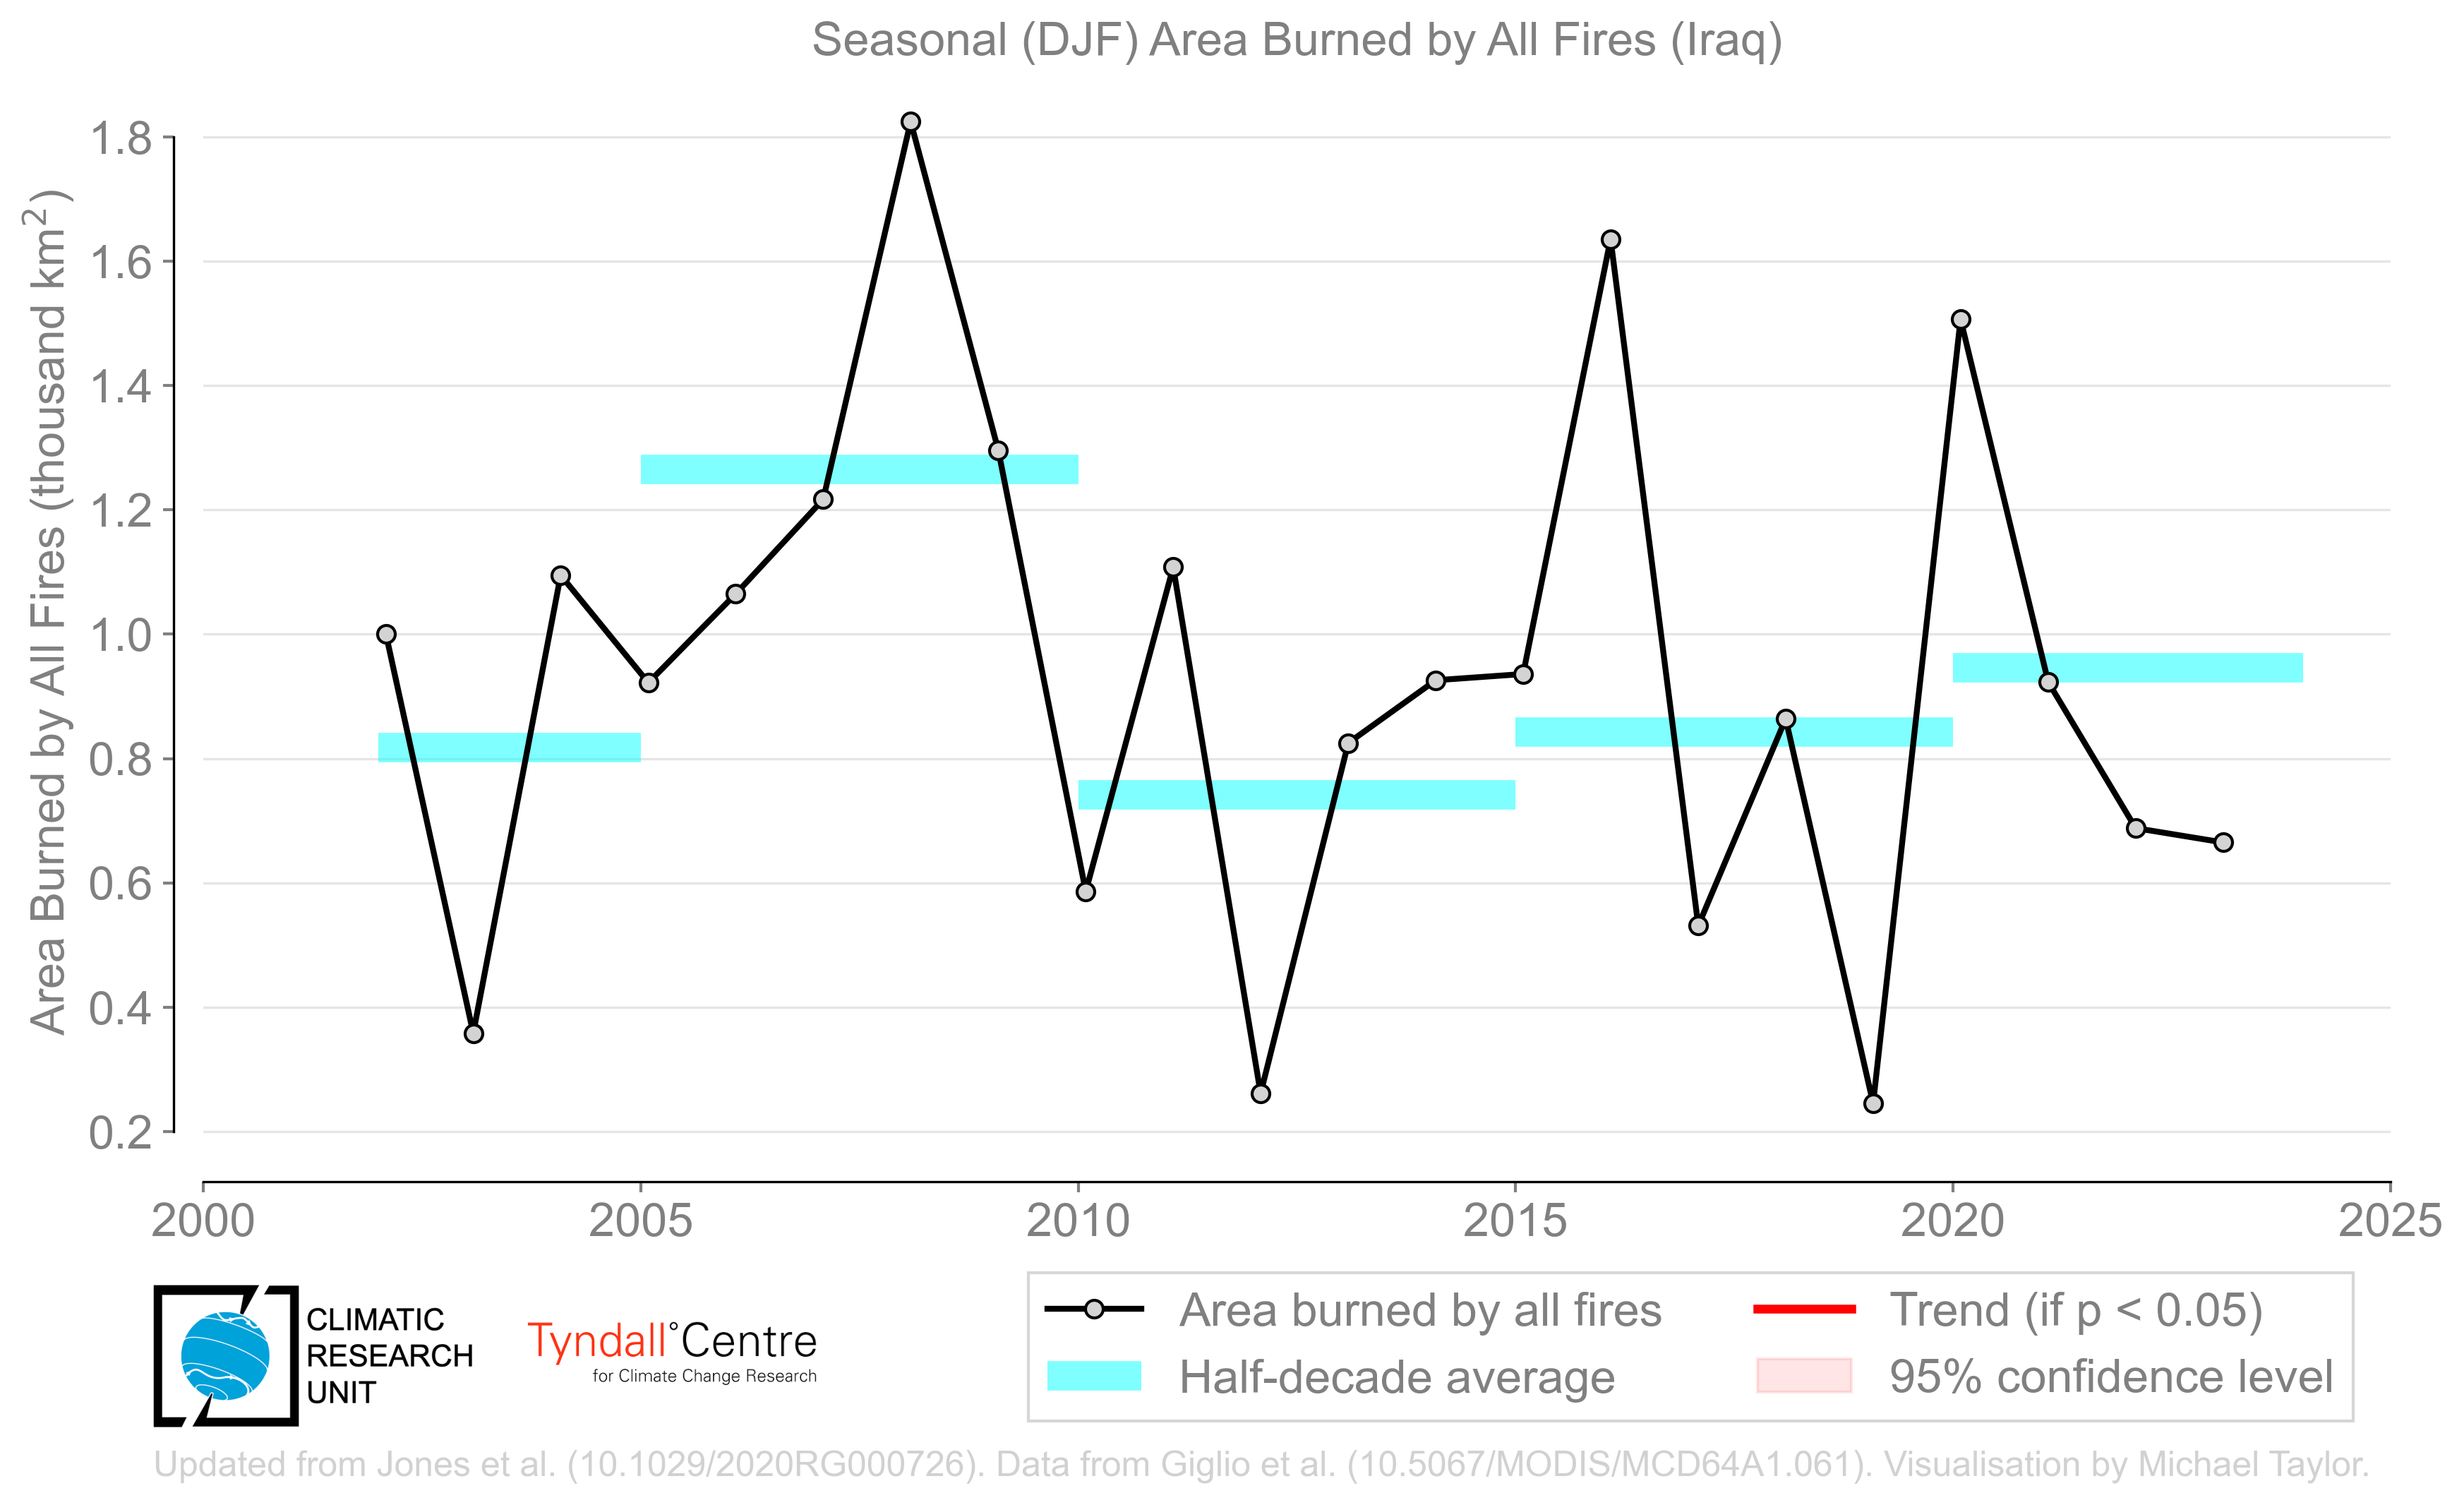 Seasonal (DJF) Area Burned by All Fires (Iraq)
Area Burned by All Fires (thousand km²)
1.8
1.6
1.4
1.2
1.0
0.8
0.6
0.4
0.2
2000 2005 2010 2015 2020 2025
CLIMATIC
RESEARCH
UNIT
Tyndall°Centre
for Climate Change Research
Area burned by all fires
Half-decade average
Trend (if p < 0.05)
95% confidence level
Updated from Jones et al. (10.1029/2020RG000726). Data from Giglio et al. (10.5067/MODIS/MCD64A1.061). Visualisation by Michael Taylor.